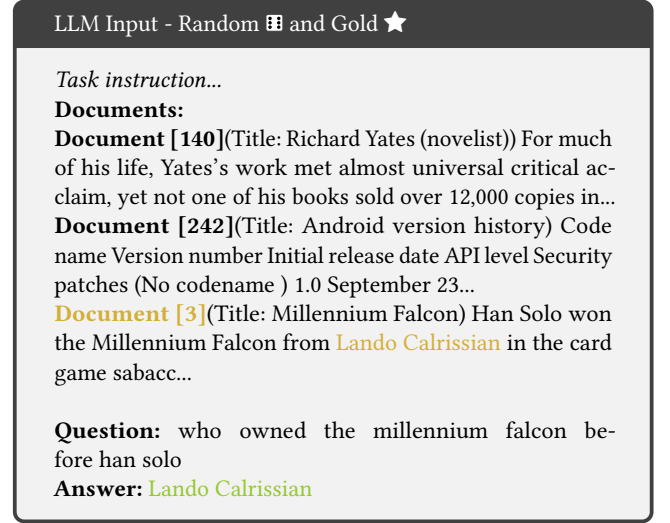 LLM Input - Random 🎲 and Gold ★
Task instruction...
Documents:
Document [140](Title: Richard Yates (novelist)) For much
of his life, Yates's work met almost universal critical ac-
claim, yet not one of his books sold over 12,000 copies in...
Document [242](Title: Android version history) Code
name Version number Initial release date API level Security
patches (No codename ) 1.0 September 23...
Document [3](Title: Millennium Falcon) Han Solo won
the Millennium Falcon from Lando Calrissian in the card
game sabacc...
Question: who owned the millennium falcon be-
fore han solo
Answer: Lando Calrissian